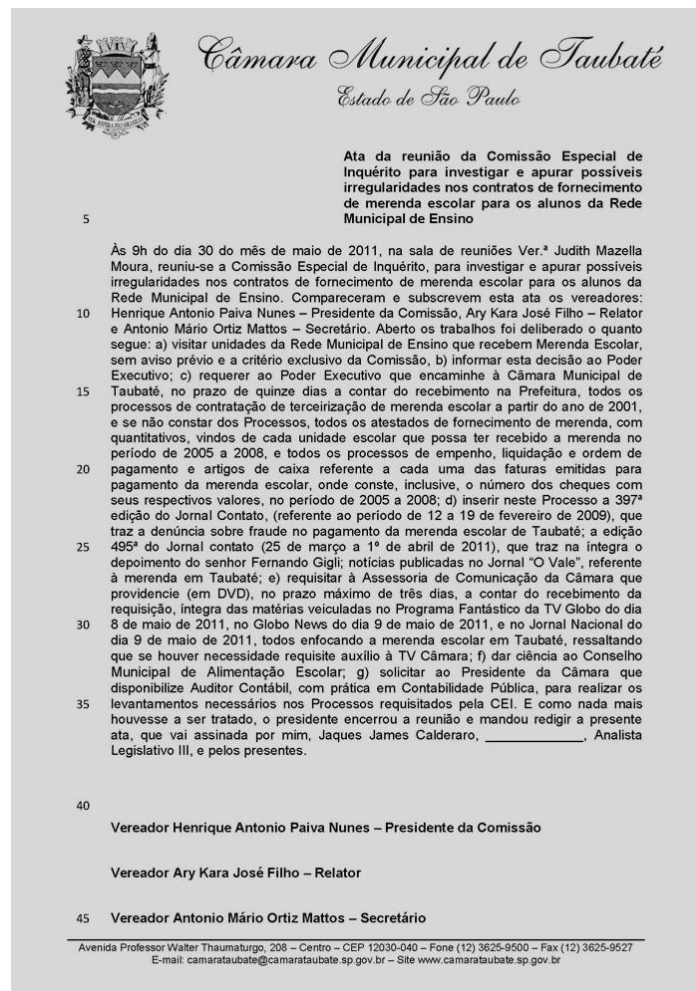 Câmara Municipal de Taubaté
Estado de São Paulo
Ata da reunião da Comissão Especial de
Inquérito para investigar e apurar possíveis
irregularidades nos contratos de fornecimento
de merenda escolar para os alunos da Rede
5 Municipal de Ensino
Às 9h do dia 30 do mês de maio de 2011, na sala de reuniões Ver.ª Judith Mazella
Moura, reuniu-se a Comissão Especial de Inquérito, para investigar e apurar possíveis
irregularidades nos contratos de fornecimento de merenda escolar para os alunos da
Rede Municipal de Ensino. Compareceram e subscrevem esta ata os vereadores:
10 Henrique Antonio Paiva Nunes – Presidente da Comissão, Ary Kara José Filho – Relator
e Antonio Mário Ortiz Mattos – Secretário. Aberto os trabalhos foi deliberado o quanto
segue: a) visitar unidades da Rede Municipal de Ensino que recebem Merenda Escolar,
sem aviso prévio e a critério exclusivo da Comissão, b) informar esta decisão ao Poder
Executivo; c) requerer ao Poder Executivo que encaminhe à Câmara Municipal de
15 Taubaté, no prazo de quinze dias a contar do recebimento na Prefeitura, todos os
processos de contratação de terceirização de merenda escolar a partir do ano de 2001,
e se não constar dos Processos, todos os atestados de fornecimento de merenda, com
quantitativos, vindos de cada unidade escolar que possa ter recebido a merenda no
período de 2005 a 2008, e todos os processos de empenho, liquidação e ordem de
20 pagamento e artigos de caixa referente a cada uma das faturas emitidas para
pagamento da merenda escolar, onde conste, inclusive, o número dos cheques com
seus respectivos valores, no período de 2005 a 2008; d) inserir neste Processo a 397ª
edição do Jornal Contato, (referente ao período de 12 a 19 de fevereiro de 2009), que
traz a denúncia sobre fraude no pagamento da merenda escolar de Taubaté; a edição
25 495ª do Jornal contato (25 de março a 1º de abril de 2011), que traz na íntegra o
depoimento do senhor Fernando Gigli; notícias publicadas no Jornal “O Vale”, referente
à merenda em Taubaté; e) requisitar à Assessoria de Comunicação da Câmara que
providencie (em DVD), no prazo máximo de três dias, a contar do recebimento da
requisição, íntegra das matérias veiculadas no Programa Fantástico da TV Globo do dia
30 8 de maio de 2011, no Globo News do dia 9 de maio de 2011, e no Jornal Nacional do
dia 9 de maio de 2011, todos enfocando a merenda escolar em Taubaté, ressaltando
que se houver necessidade requisite auxílio à TV Câmara; f) dar ciência ao Conselho
Municipal de Alimentação Escolar; g) solicitar ao Presidente da Câmara que
disponibilize Auditor Contábil, com prática em Contabilidade Pública, para realizar os
35 levantamentos necessários nos Processos requisitados pela CEI. E como nada mais
houvesse a ser tratado, o presidente encerrou a reunião e mandou redigir a presente
ata, que vai assinada por mim, Jaques James Calderaro, ______________, Analista
Legislativo III, e pelos presentes.
40
Vereador Henrique Antonio Paiva Nunes – Presidente da Comissão
Vereador Ary Kara José Filho – Relator
45 Vereador Antonio Mário Ortiz Mattos – Secretário
Avenida Professor Walter Thaumaturgo, 208 – Centro – CEP 12030-040 – Fone (12) 3625-9500 – Fax (12) 3625-9527
E-mail: camarataubate@camarataubate.sp.gov.br – Site www.camarataubate.sp.gov.br